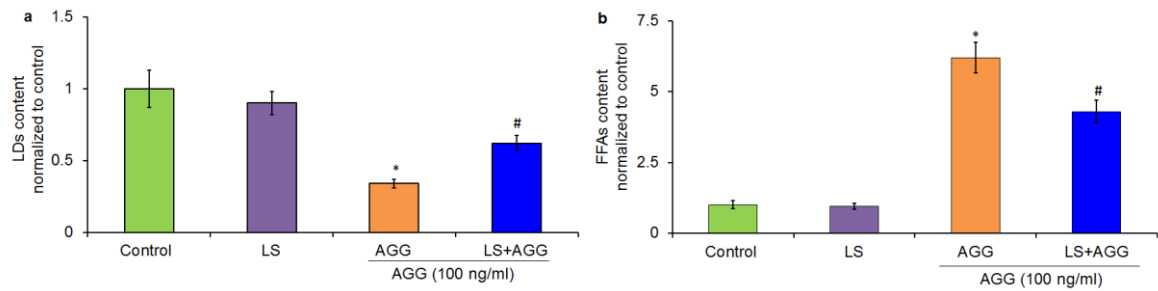 a
LDs content
normalized to control
1.5
1
0.5
0
*
#
Control
LS
AGG
LS+AGG
AGG (100 ng/ml)
b
FFAs content
normalized to control
7.5
5
2.5
0
*
#
Control
LS
AGG
LS+AGG
AGG (100 ng/ml)